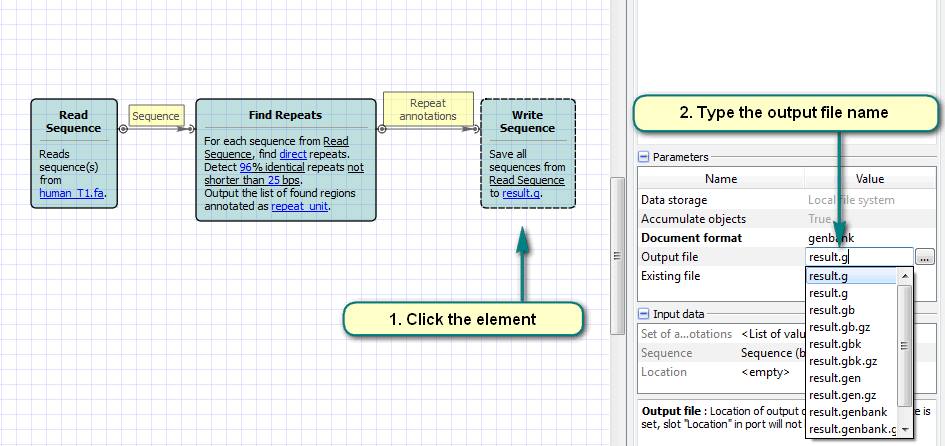 Read
Sequence
Reads
sequence(s)
from
human_T1.fa.
Sequence
Find Repeats
For each sequence from Read
Sequence, find direct repeats.
Detect 96% identical repeats not
shorter than 25 bps.
Output the list of found regions
annotated as repeat_unit.
Repeat
annotations
Write
Sequence
Save all
sequences from
Read Sequence
to result.g.
1. Click the element
2. Type the output file name
Parameters
Name Value
Data storage Local file system
Accumulate objects True
Document format genbank
Output file result.g ...
Existing file
result.g
result.g
result.gb
result.gb.gz
result.gbk
result.gbk.gz
result.gen
result.gen.gz
result.genbank
result.genbank.g
Input data
Set of a...otations <List of valu
Sequence Sequence (b
Location <empty>
Output file : Location of output e is
set, slot "Location" in port will not